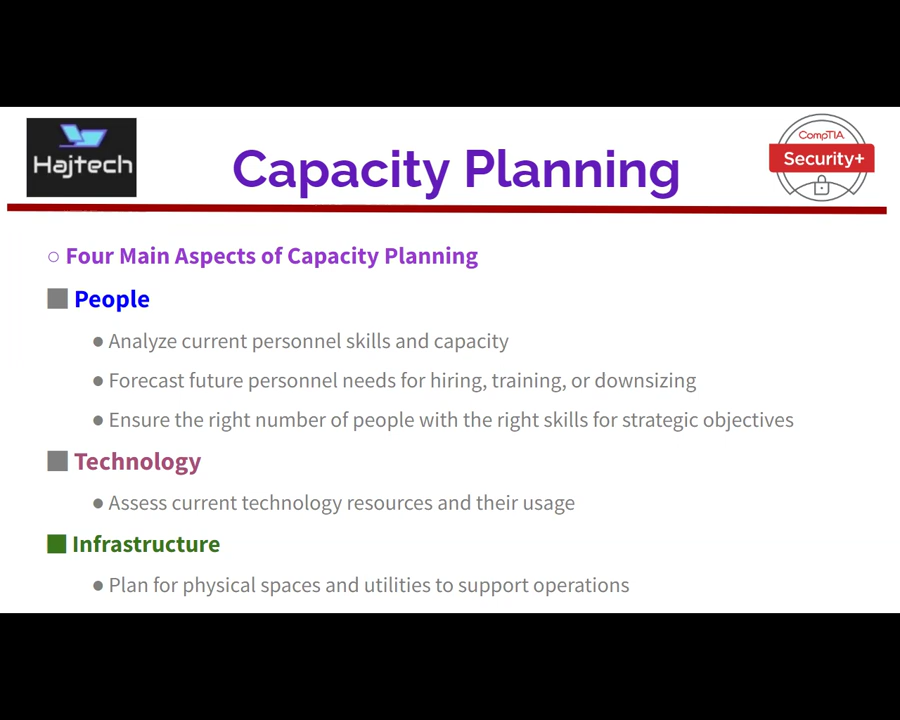 Hajtech
Capacity Planning
CompTIA
Security+
○ Four Main Aspects of Capacity Planning
■ People
● Analyze current personnel skills and capacity
● Forecast future personnel needs for hiring, training, or downsizing
● Ensure the right number of people with the right skills for strategic objectives
■ Technology
● Assess current technology resources and their usage
■ Infrastructure
● Plan for physical spaces and utilities to support operations